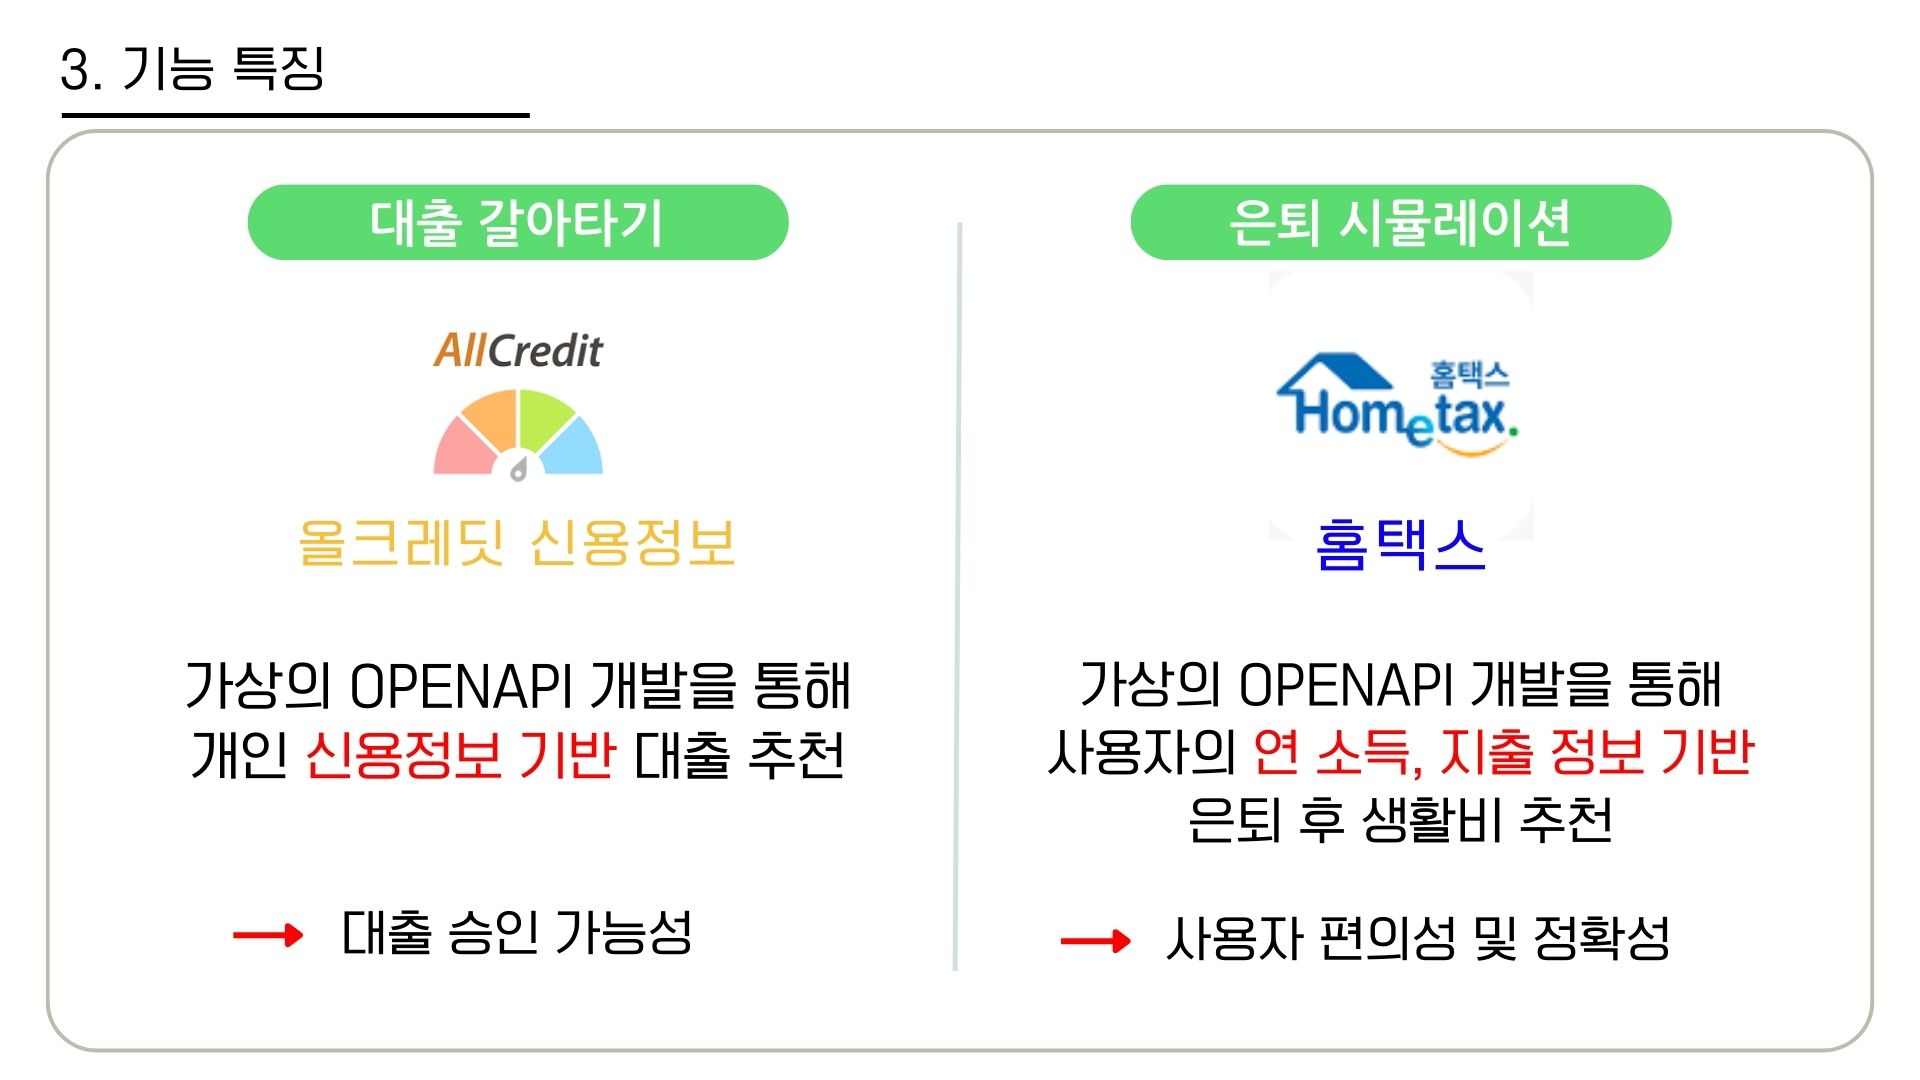 3. 기능 특징
대출 갈아타기
AllCredit
올크레딧 신용정보
가상의 OPENAPI 개발을 통해
개인 신용정보 기반 대출 추천
대출 승인 가능성
은퇴 시뮬레이션
홈택스
Hometax.
홈택스
가상의 OPENAPI 개발을 통해
사용자의 연 소득, 지출 정보 기반
은퇴 후 생활비 추천
사용자 편의성 및 정확성